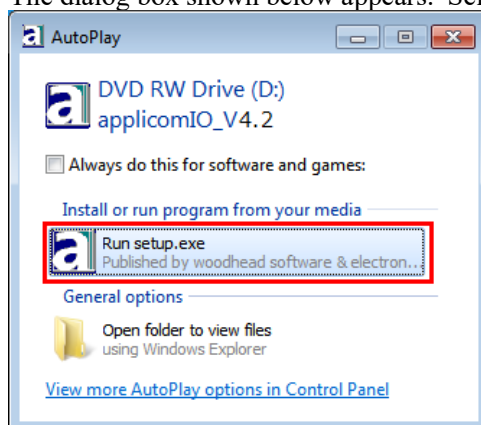 The dialog box shown below appears. Sel
AutoPlay
DVD RW Drive (D:)
applicomIO_V4.2
Always do this for software and games:
Install or run program from your media
Run setup.exe
Published by woodhead software & electron...
General options
Open folder to view files
using Windows Explorer
View more AutoPlay options in Control Panel